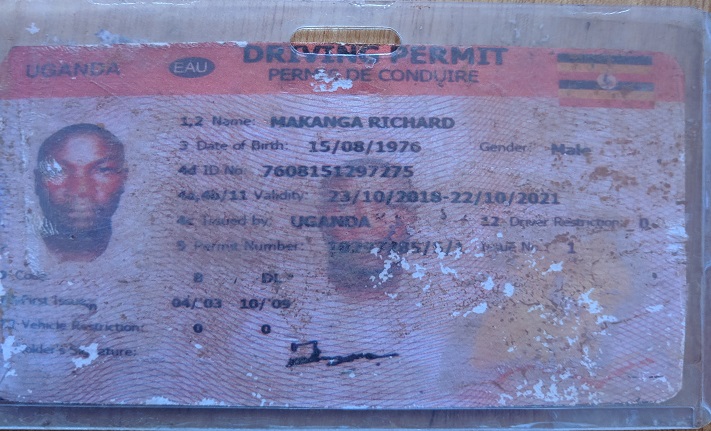 DRIVING PERMIT
UGANDA EAU PERMIS DE CONDUIRE
1,2 Name: MAKANGA RICHARD
3 Date of Birth: 15/08/1976 Gender: Male
4d ID No 7608151297275
4a,4b/11 Validity: 23/10/2018-22/10/2021
4c Issued by: UGANDA 12 Driver Restriction: 0
5 Permit Number: Issue No. 1
Code B DL
First Issue 04/'03 10/'09
Vehicle Restriction: 0 0
Holder's Signature: